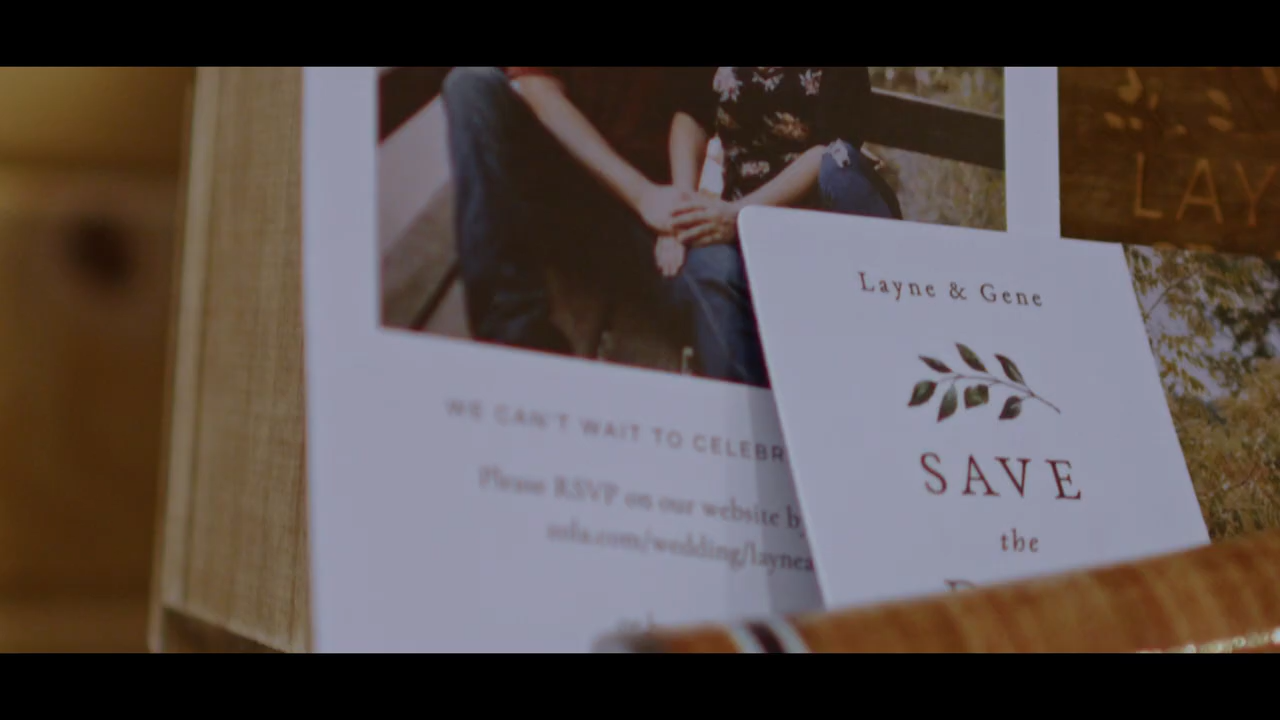 LAY
Layne & Gene
SAVE
the
WE CAN'T WAIT TO CELEBR
Please RSVP on our website by
zola.com/wedding/laynea